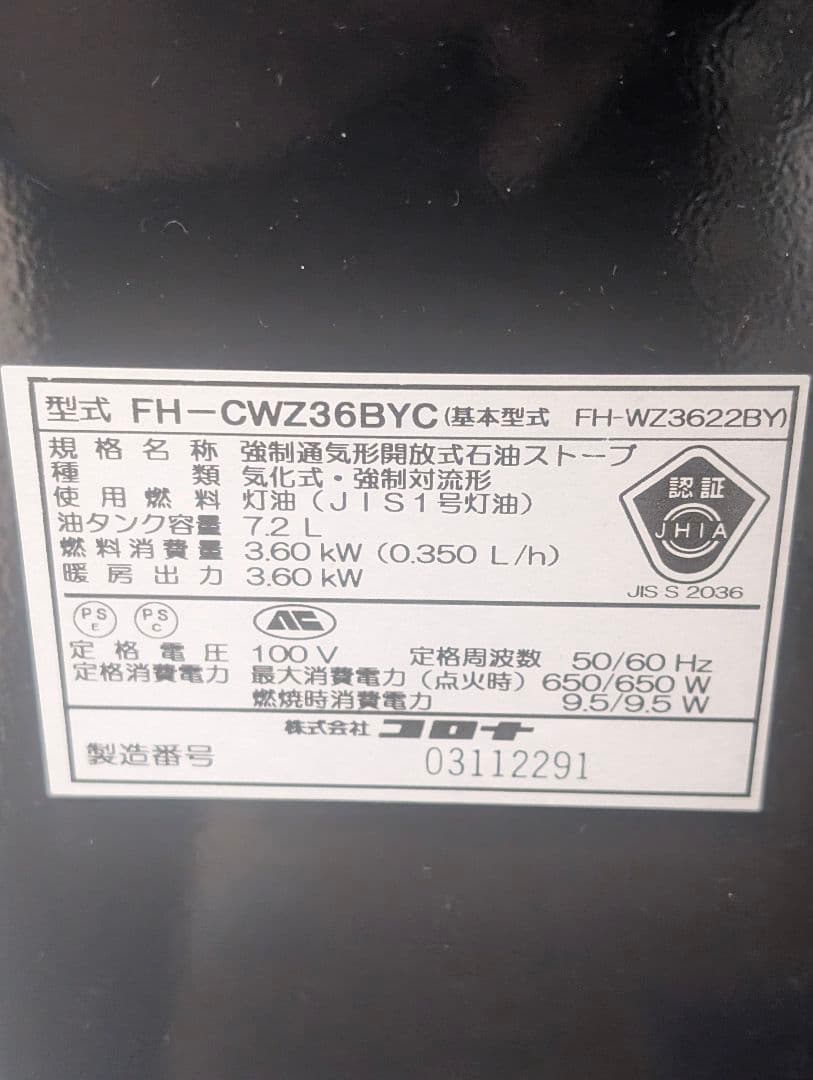 型式 FH-CWZ36BYC(基本型式 FH-WZ3622BY)
規格名称 強制通気形開放式石油ストーブ
種類 気化式・強制対流形
使用燃料 灯油(JIS1号灯油)
油タンク容量 7.2 L
燃料消費量 3.60 kW (0.350 L/h)
暖房出力 3.60 kW
認証
JHIA
JIS S 2036
PS E PS C
定格電圧 100 V 定格周波数 50/60 Hz
定格消費電力 最大消費電力(点火時) 650/650 W
燃焼時消費電力 9.5/9.5 W
株式会社 コロナ
製造番号 03112291